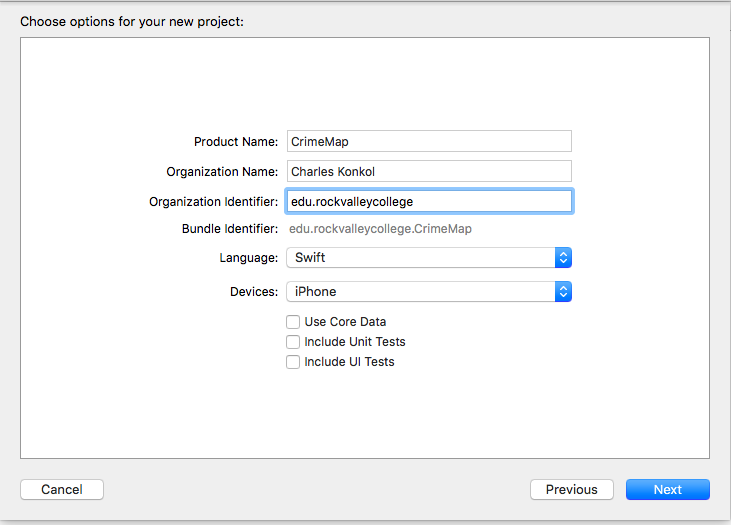 Choose options for your new project:
Product Name: CrimeMap
Organization Name: Charles Konkol
Organization Identifier: edu.rockvalleycollege
Bundle Identifier: edu.rockvalleycollege.CrimeMap
Language: Swift
Devices: iPhone
Use Core Data
Include Unit Tests
Include UI Tests
Cancel Previous Next